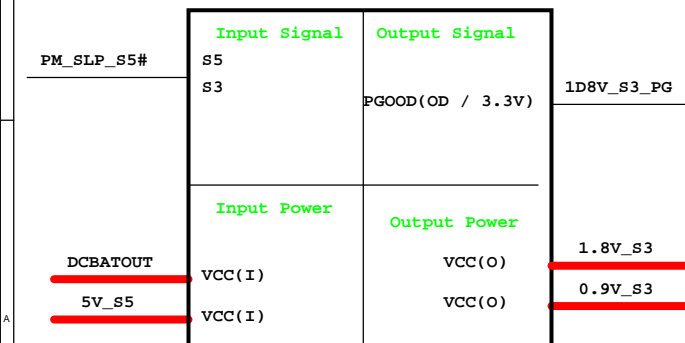 Input Signal Output Signal
PM_SLP_S5# S5
S3 1D8V_S3_PG
PGOOD(OD / 3.3V)
Input Power
Output Power
DCBATOUT VCC(I) VCC(O) 1.8V_S3
5V_S5 VCC(I) VCC(O) 0.9V_S3
A